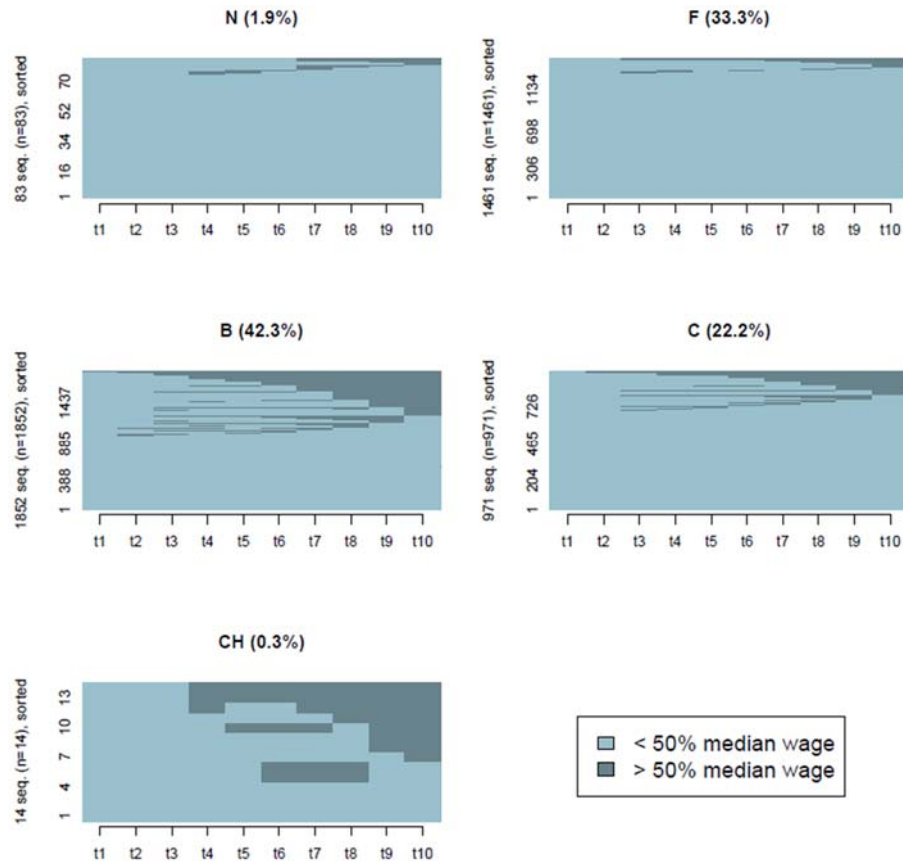 N (1.9%)
83 seq. (n=83), sorted
70
52
34
16
1
t1 t2 t3 t4 t5 t6 t7 t8 t9 t10
F (33.3%)
1461 seq. (n=1461), sorted
1134
698
306
1
t1 t2 t3 t4 t5 t6 t7 t8 t9 t10
B (42.3%)
1852 seq. (n=1852), sorted
1437
885
388
1
t1 t2 t3 t4 t5 t6 t7 t8 t9 t10
C (22.2%)
971 seq. (n=971), sorted
726
465
204
1
t1 t2 t3 t4 t5 t6 t7 t8 t9 t10
CH (0.3%)
14 seq. (n=14), sorted
13
10
7
4
1
t1 t2 t3 t4 t5 t6 t7 t8 t9 t10
< 50% median wage
> 50% median wage